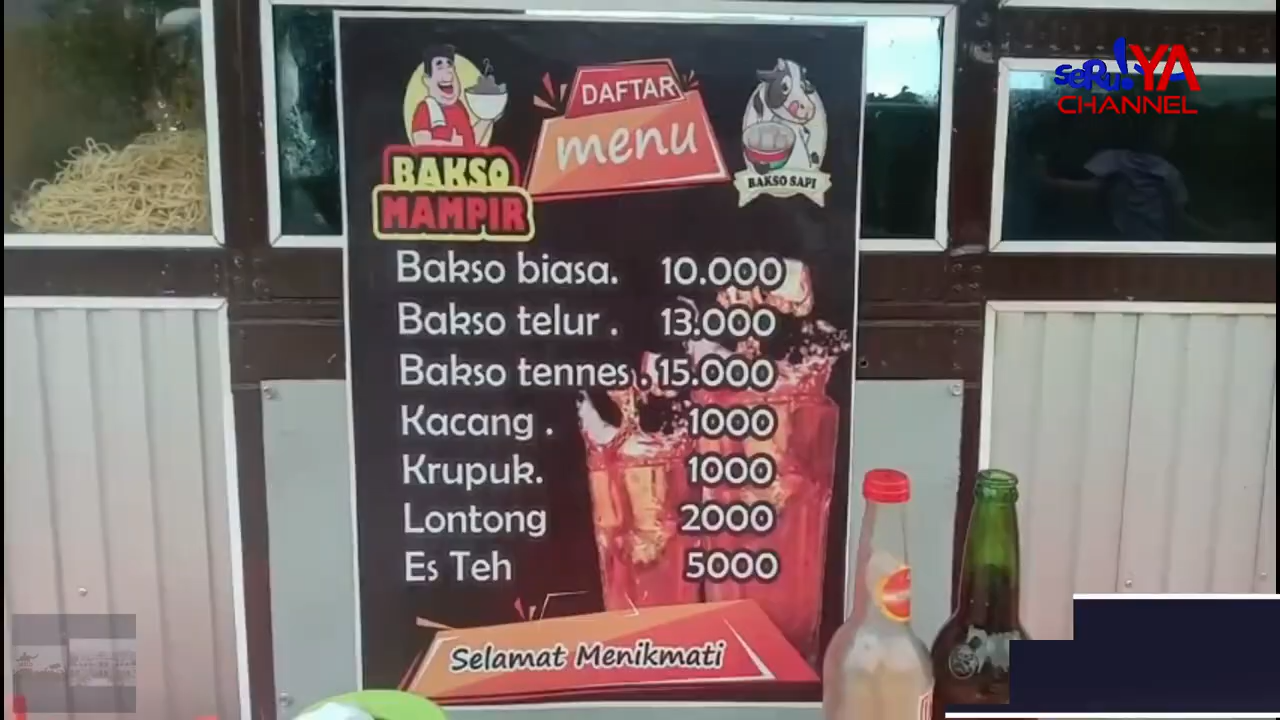 seRu!YA
CHANNEL
DAFTAR
menu
BAKSO
MAMPIR
BAKSO SAPI
Bakso biasa. 10.000
Bakso telur . 13.000
Bakso tennes . 15.000
Kacang . 1000
Krupuk. 1000
Lontong 2000
Es Teh 5000
Selamat Menikmati